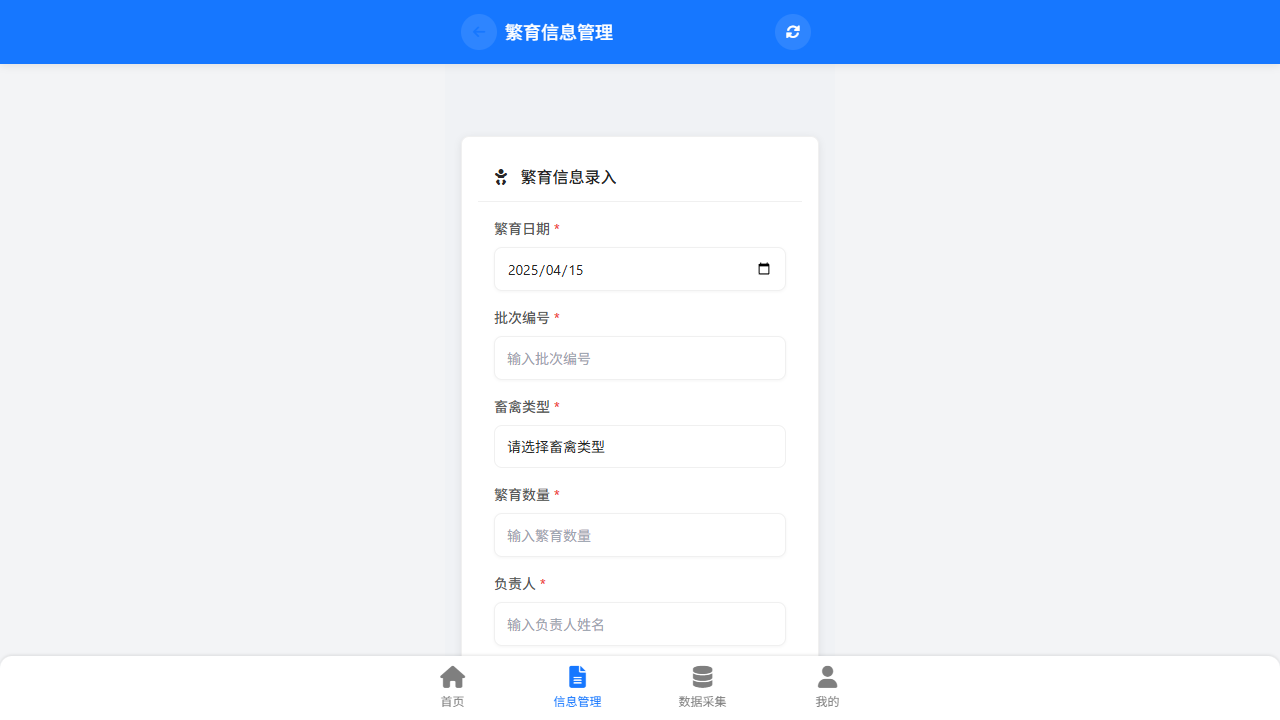 繁育信息管理
繁育信息录入
繁育日期 *
2025/04/15
批次编号 *
输入批次编号
畜禽类型 *
请选择畜禽类型
繁育数量 *
输入繁育数量
负责人 *
输入负责人姓名
首页
信息管理
数据采集
我的